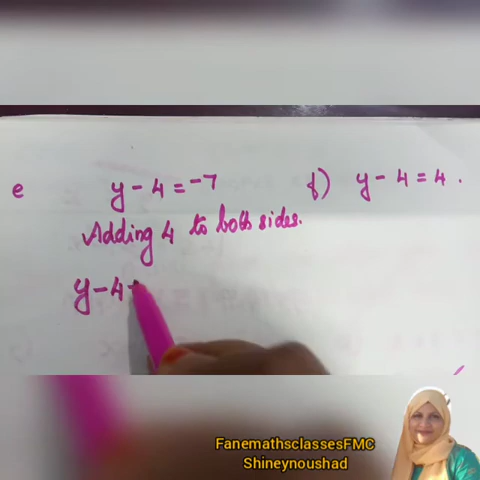 e y - 4 = -7
Adding 4 to both sides.
y - 4 +
f) y - 4 = 4.
FanemathsclassesFMC
Shineynoushad